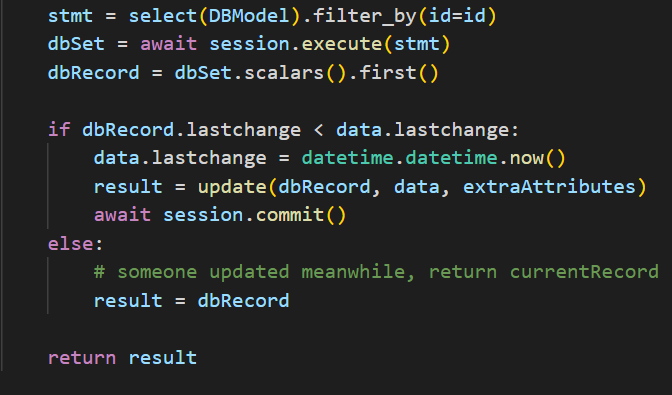 stmt = select(DBModel).filter_by(id=id)
dbSet = await session.execute(stmt)
dbRecord = dbSet.scalars().first()
if dbRecord.lastchange < data.lastchange:
data.lastchange = datetime.datetime.now()
result = update(dbRecord, data, extraAttributes)
await session.commit()
else:
# someone updated meanwhile, return currentRecord
result = dbRecord
return result